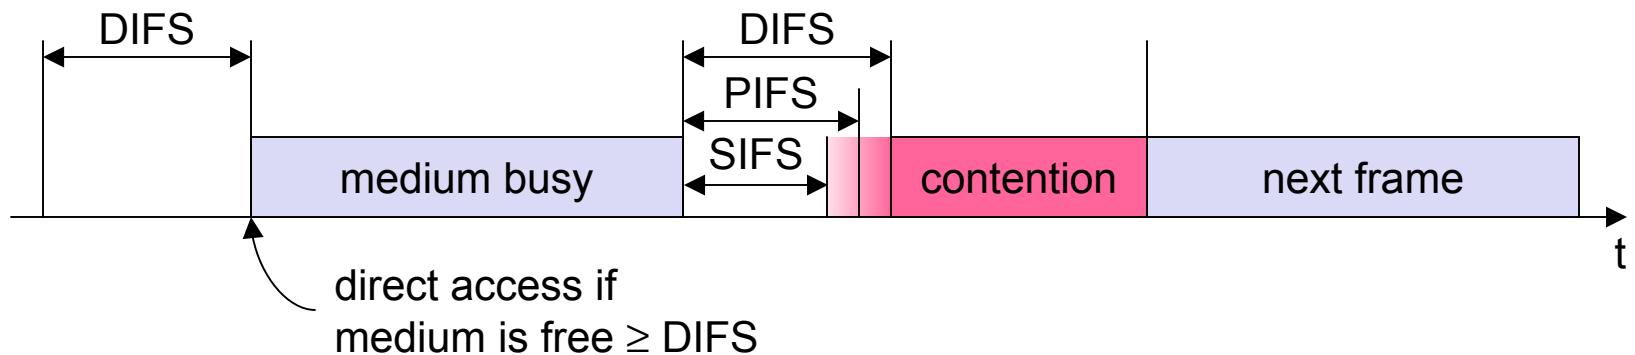 DIFS
DIFS
PIFS
SIFS
medium busy
contention
next frame
t
direct access if
medium is free ≥ DIFS